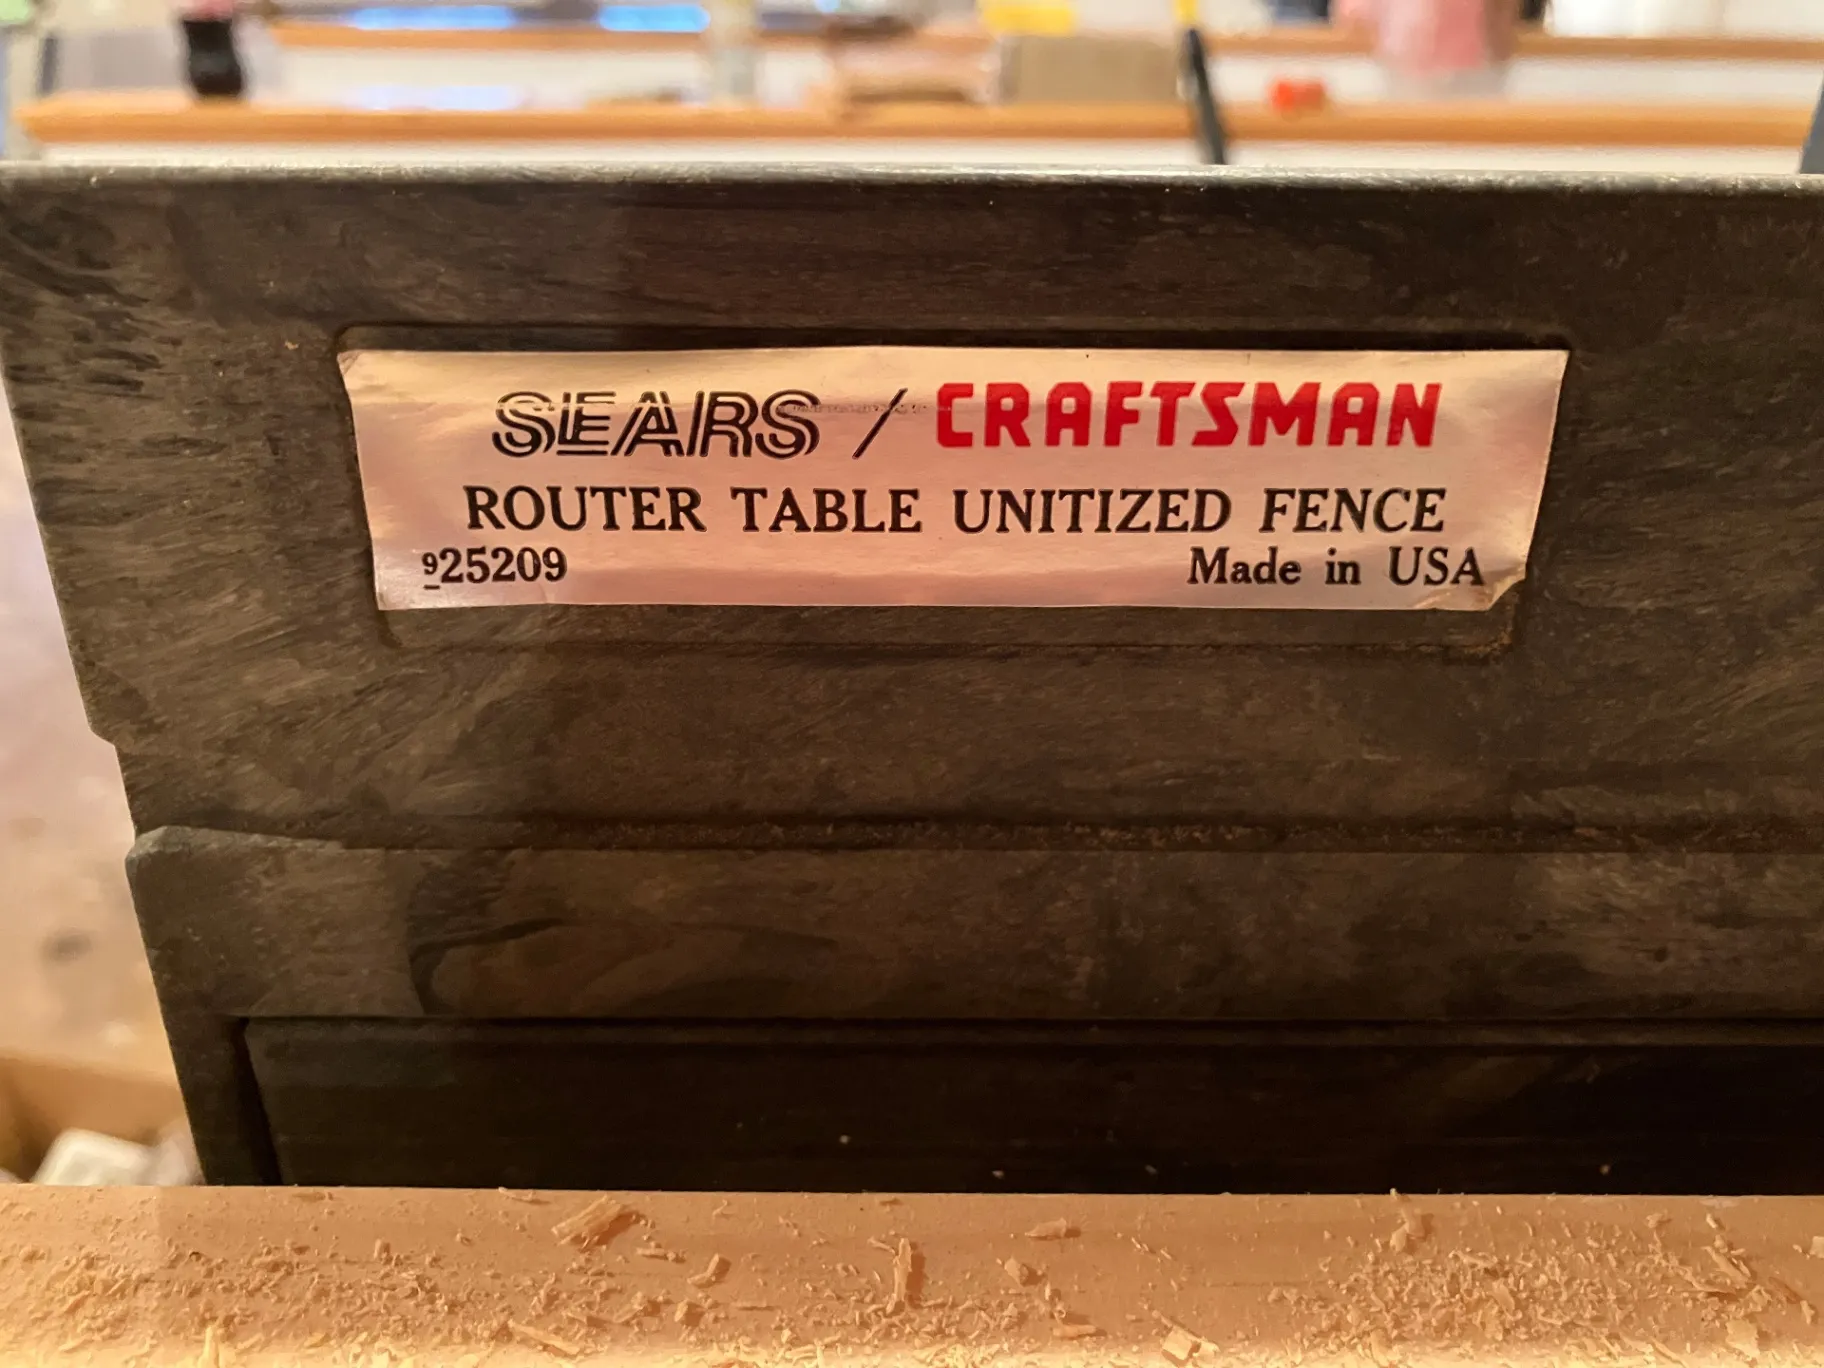 SEARS / CRAFTSMAN
ROUTER TABLE UNITIZED FENCE
925209 Made in USA